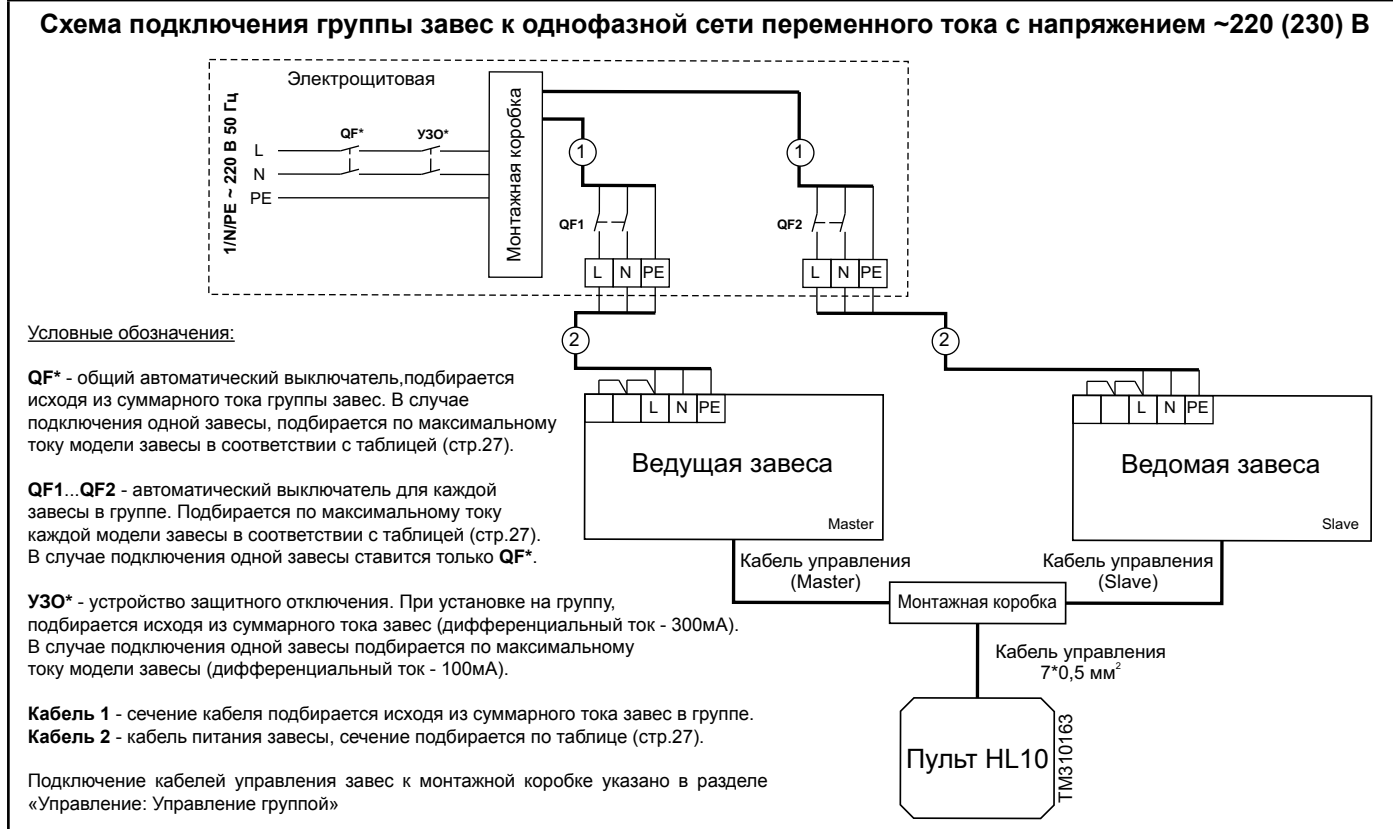 Схема подключения группы завес к однофазной сети переменного тока с напряжением ~220 (230) В
Электрощитовая
1/N/PE ~ 220 В 50 Гц
L
N
PE
QF*
УЗО*
Монтажная коробка
1
1
QF1
QF2
L N PE
L N PE
2
2
L N PE
Ведущая завеса
Master
L N PE
Ведомая завеса
Slave
Кабель управления
(Master)
Кабель управления
(Slave)
Монтажная коробка
Кабель управления
7*0,5 мм²
Пульт HL10
TM310163
Условные обозначения:
QF* - общий автоматический выключатель,подбирается
исходя из суммарного тока группы завес. В случае
подключения одной завесы, подбирается по максимальному
току модели завесы в соответствии с таблицей (стр.27).
QF1...QF2 - автоматический выключатель для каждой
завесы в группе. Подбирается по максимальному току
каждой модели завесы в соответствии с таблицей (стр.27).
В случае подключения одной завесы ставится только QF*.
УЗО* - устройство защитного отключения. При установке на группу,
подбирается исходя из суммарного тока завес (дифференциальный ток - 300мА).
В случае подключения одной завесы подбирается по максимальному
току модели завесы (дифференциальный ток - 100мА).
Кабель 1 - сечение кабеля подбирается исходя из суммарного тока завес в группе.
Кабель 2 - кабель питания завесы, сечение подбирается по таблице (стр.27).
Подключение кабелей управления завес к монтажной коробке указано в разделе
«Управление: Управление группой»